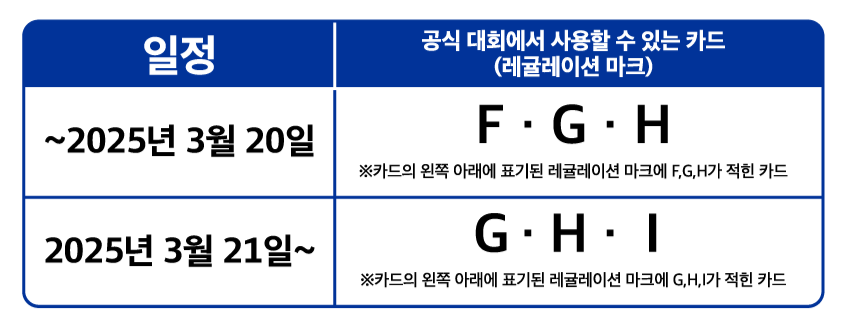 일정
공식 대회에서 사용할 수 있는 카드
(레귤레이션 마크)
~2025년 3월 20일
F · G · H
※카드의 왼쪽 아래에 표기된 레귤레이션 마크에 F,G,H가 적힌 카드
2025년 3월 21일~
G · H · I
※카드의 왼쪽 아래에 표기된 레귤레이션 마크에 G,H,I가 적힌 카드